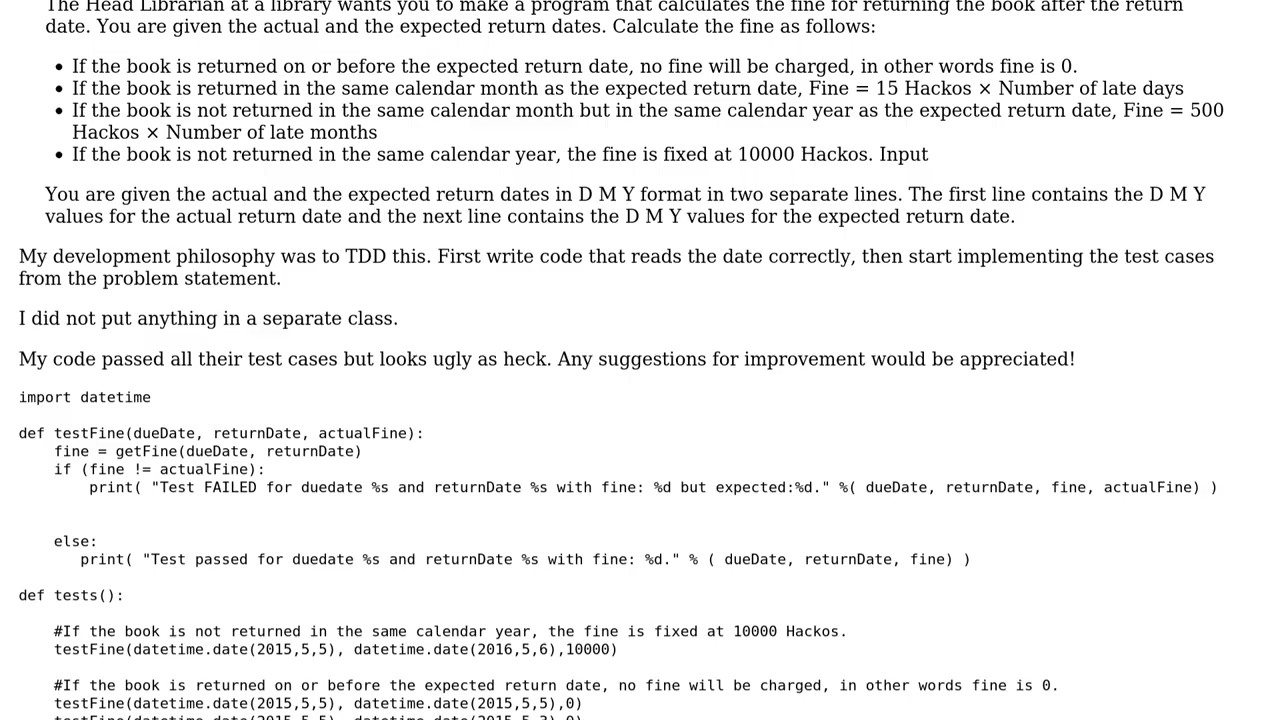 The Head Librarian at a library wants you to make a program that calculates the fine for returning the book after the return
date. You are given the actual and the expected return dates. Calculate the fine as follows:
• If the book is returned on or before the expected return date, no fine will be charged, in other words fine is 0.
• If the book is returned in the same calendar month as the expected return date, Fine = 15 Hackos × Number of late days
• If the book is not returned in the same calendar month but in the same calendar year as the expected return date, Fine = 500
Hackos × Number of late months
• If the book is not returned in the same calendar year, the fine is fixed at 10000 Hackos. Input
You are given the actual and the expected return dates in D M Y format in two separate lines. The first line contains the D M Y
values for the actual return date and the next line contains the D M Y values for the expected return date.
My development philosophy was to TDD this. First write code that reads the date correctly, then start implementing the test cases
from the problem statement.
I did not put anything in a separate class.
My code passed all their test cases but looks ugly as heck. Any suggestions for improvement would be appreciated!
import datetime
def testFine(dueDate, returnDate, actualFine):
    fine = getFine(dueDate, returnDate)
    if (fine != actualFine):
        print( "Test FAILED for duedate %s and returnDate %s with fine: %d but expected:%d." %( dueDate, returnDate, fine, actualFine) )
    else:
       print( "Test passed for duedate %s and returnDate %s with fine: %d." % ( dueDate, returnDate, fine) )
def tests():
    #If the book is not returned in the same calendar year, the fine is fixed at 10000 Hackos.
    testFine(datetime.date(2015,5,5), datetime.date(2016,5,6),10000)
    #If the book is returned on or before the expected return date, no fine will be charged, in other words fine is 0.
    testFine(datetime.date(2015,5,5), datetime.date(2015,5,5),0)
    testFine(datetime.date(2015,5,5), datetime.date(2015,5,3),0)